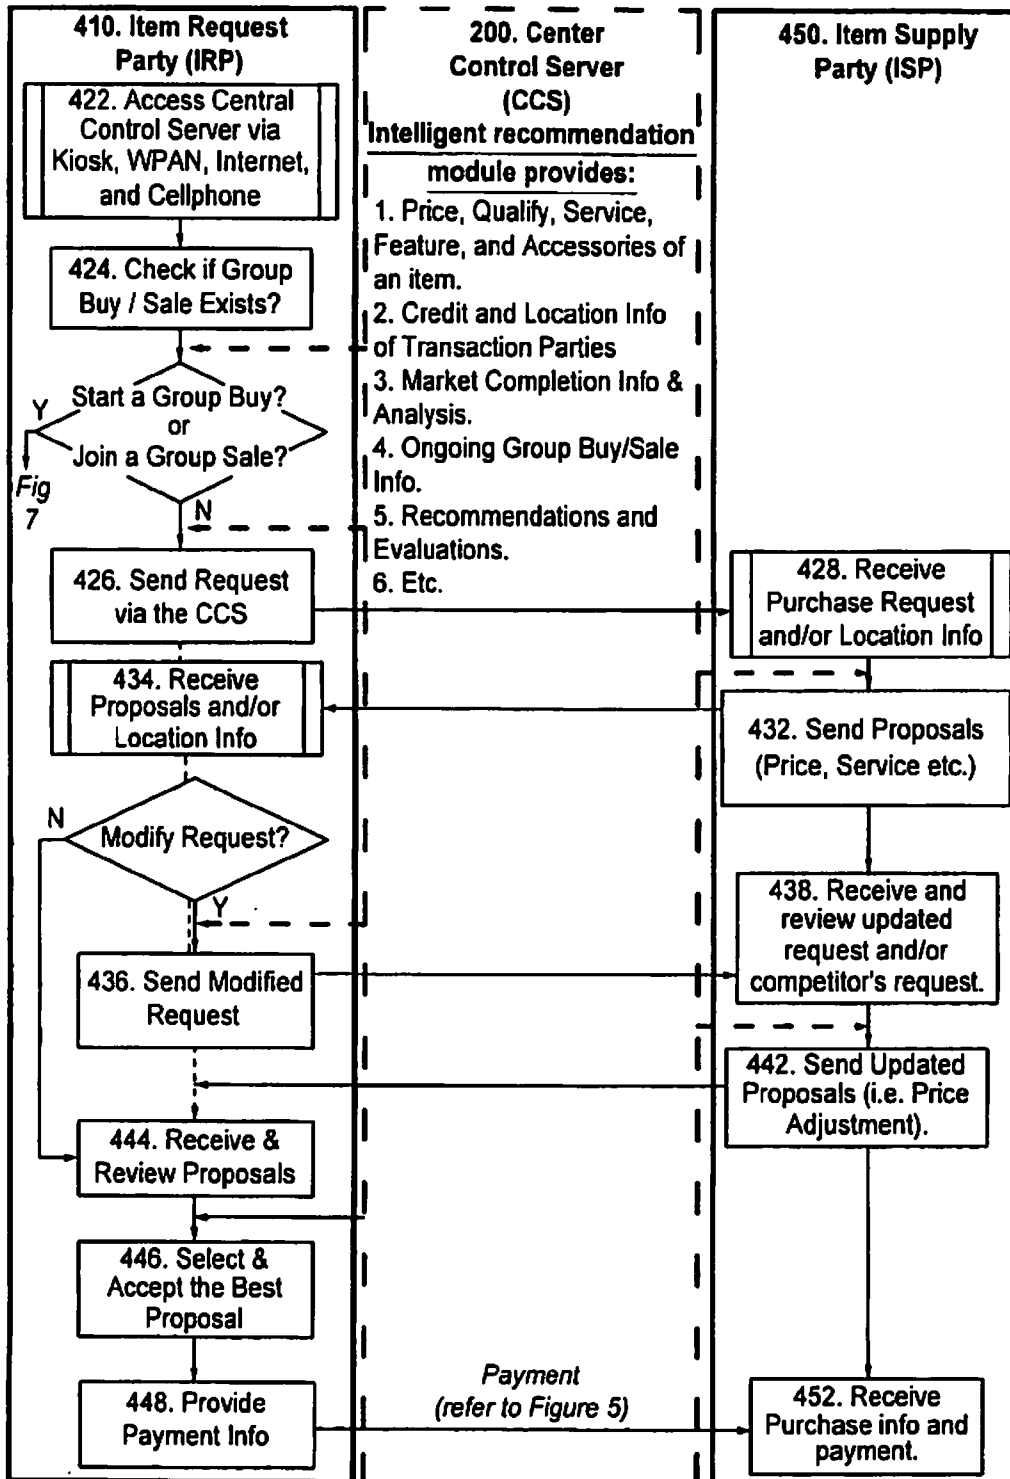 410. Item Request
Party (IRP)
422. Access Central
Control Server via
Kiosk, WPAN, Internet,
and Cellphone
424. Check if Group
Buy / Sale Exists?
Start a Group Buy?
or
Join a Group Sale?
Y
Fig
7
N
426. Send Request
via the CCS
434. Receive
Proposals and/or
Location Info
N
Modify Request?
Y
436. Send Modified
Request
444. Receive &
Review Proposals
446. Select &
Accept the Best
Proposal
448. Provide
Payment Info
200. Center
Control Server
(CCS)
Intelligent recommendation
module provides:
1. Price, Qualify, Service,
Feature, and Accessories of
an item.
2. Credit and Location Info
of Transaction Parties
3. Market Completion Info &
Analysis.
4. Ongoing Group Buy/Sale
Info.
5. Recommendations and
Evaluations.
6. Etc.
Payment
(refer to Figure 5)
450. Item Supply
Party (ISP)
428. Receive
Purchase Request
and/or Location Info
432. Send Proposals
(Price, Service etc.)
438. Receive and
review updated
request and/or
competitor's request.
442. Send Updated
Proposals (i.e. Price
Adjustment).
452. Receive
Purchase info and
payment.